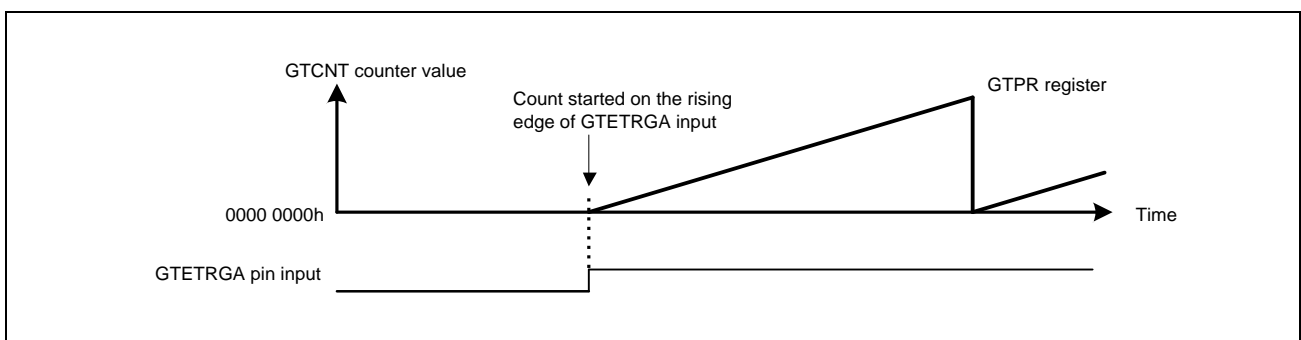 GTCNT counter value
GTPR register
Count started on the rising
edge of GTETRGA input
0000 0000h
Time
GTETRGA pin input